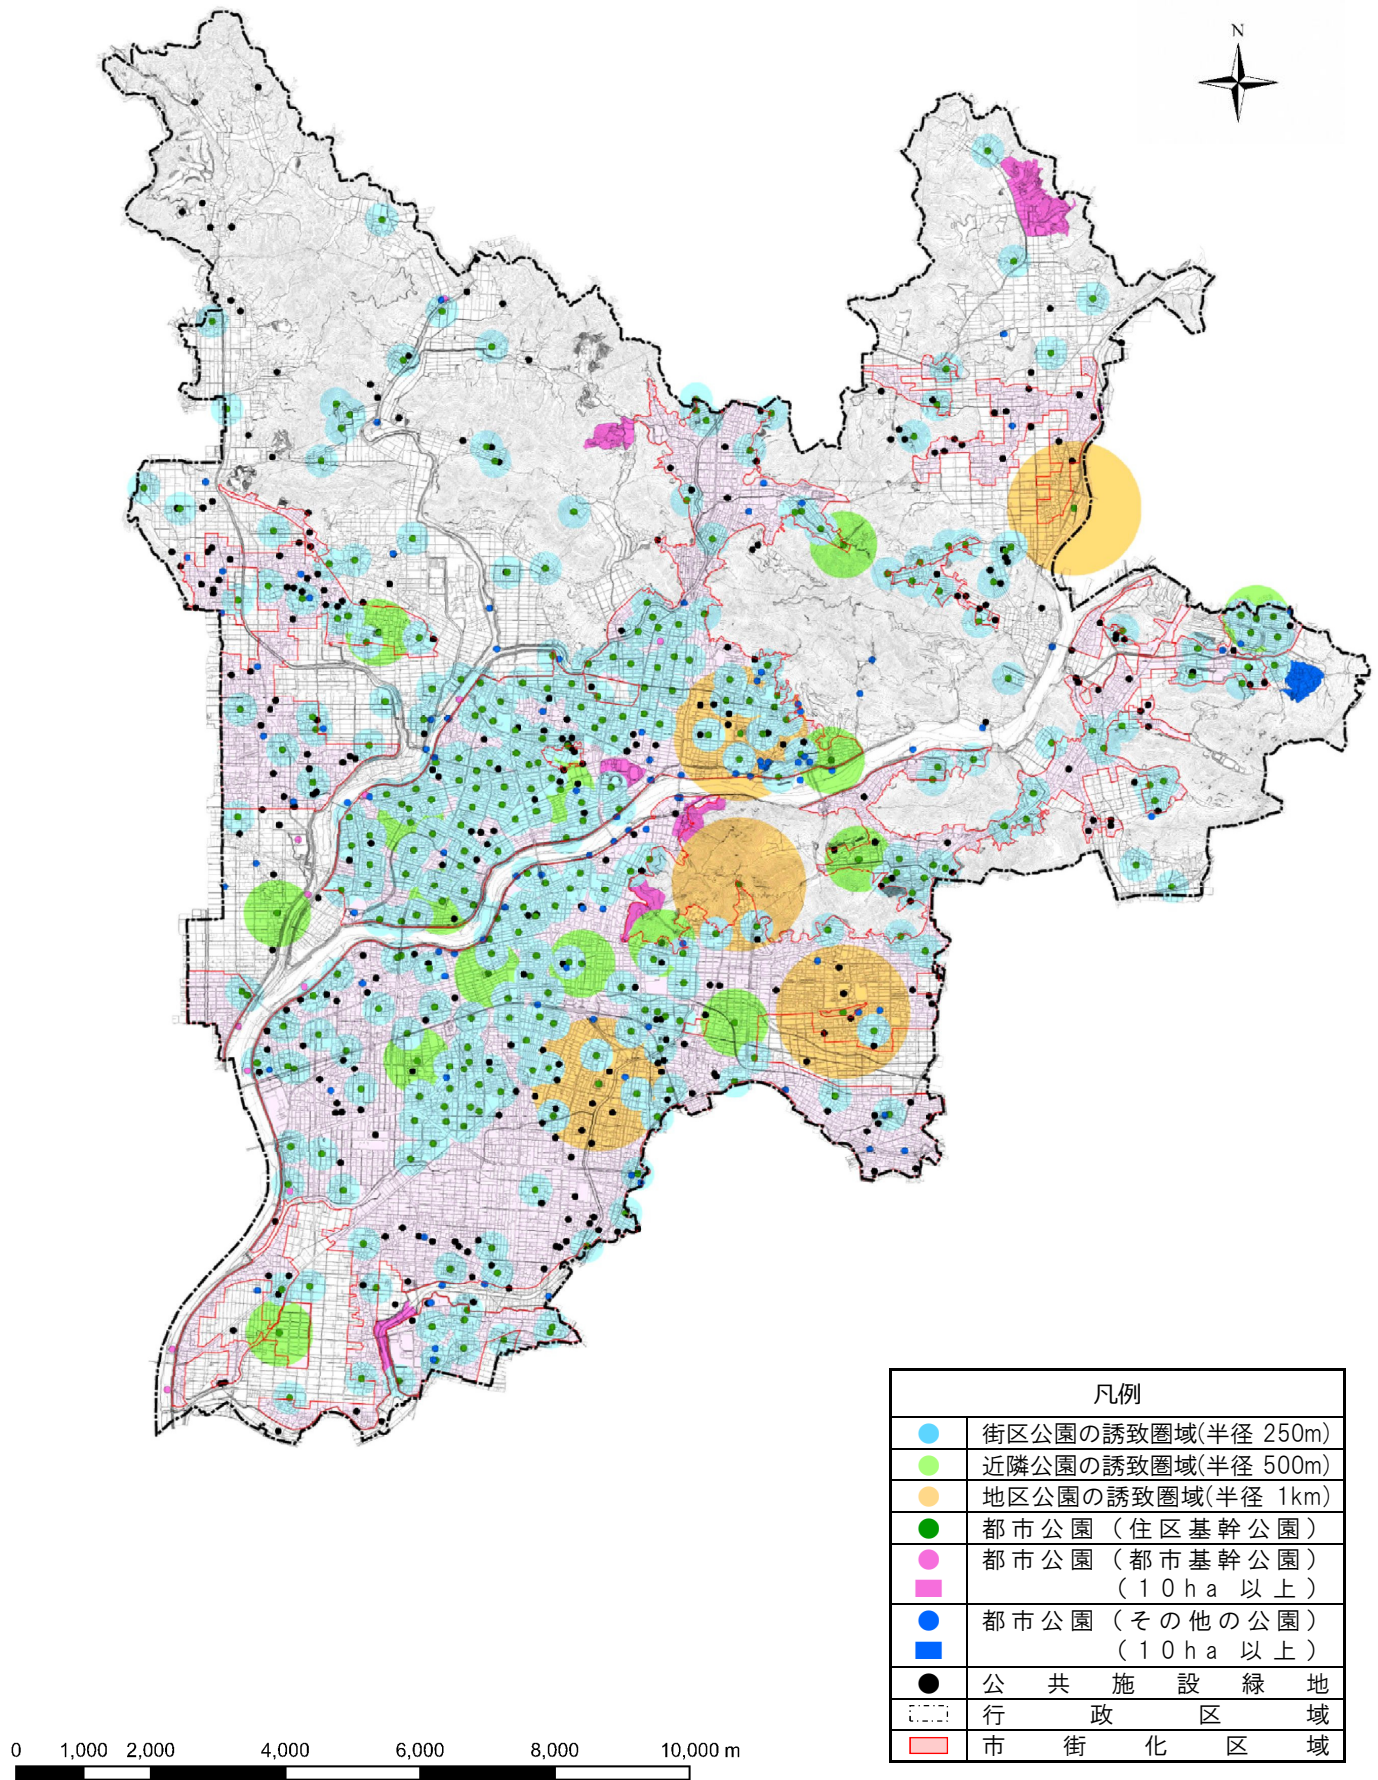 N
凡例
街区公園の誘致圏域(半径 250m)
近隣公園の誘致圏域(半径 500m)
地区公園の誘致圏域(半径 1km)
都市公園（住区基幹公園）
都市公園（都市基幹公園）
（10ha 以上）
都市公園（その他の公園）
（10ha 以上）
公共施設緑地
行政区域
市街化区域
0 1,000 2,000 4,000 6,000 8,000 10,000 m